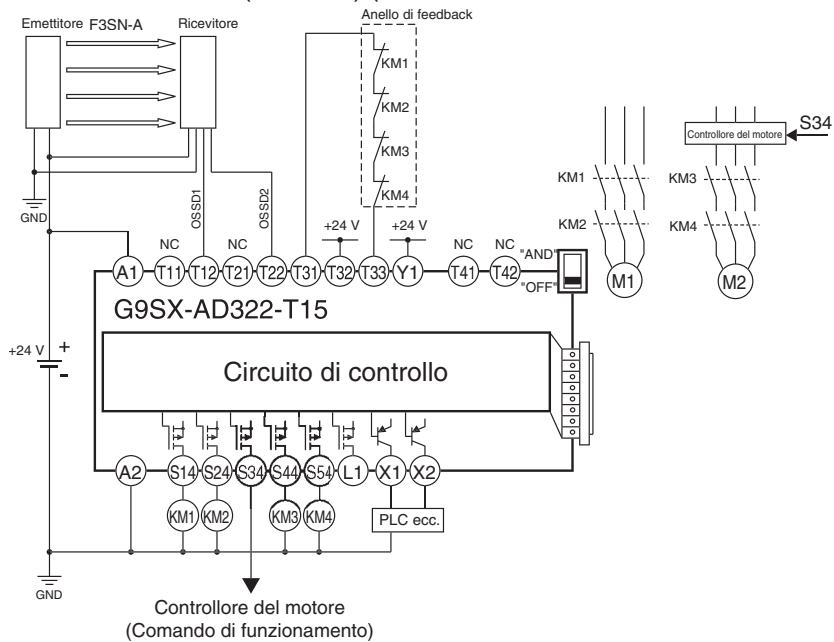 Anello di feedback
Emettitore F3SN-A Ricevitore
KM1
KM2
KM3
KM4
OSSD1
OSSD2
GND
+24 V
+24 V
NC
NC
NC
NC
A1 T11 T12 T21 T22 T31 T32 T33 Y1 T41 T42
"AND"
"OFF"
G9SX-AD322-T15
Circuito di controllo
+24 V
+
-
A2 S14 S24 S34 S44 S54 L1 X1 X2
KM1 KM2 KM3 KM4
PLC ecc.
GND
Controllore del motore
(Comando di funzionamento)
S34
Controllore del motore
KM1
KM2
M1
KM3
KM4
M2